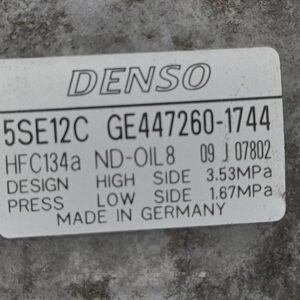 DENSO
5SE12C GE447260-1744
HFC134a ND-OIL8 09 J 07802
DESIGN HIGH SIDE 3.53MPa
PRESS LOW SIDE 1.67MPa
MADE IN GERMANY